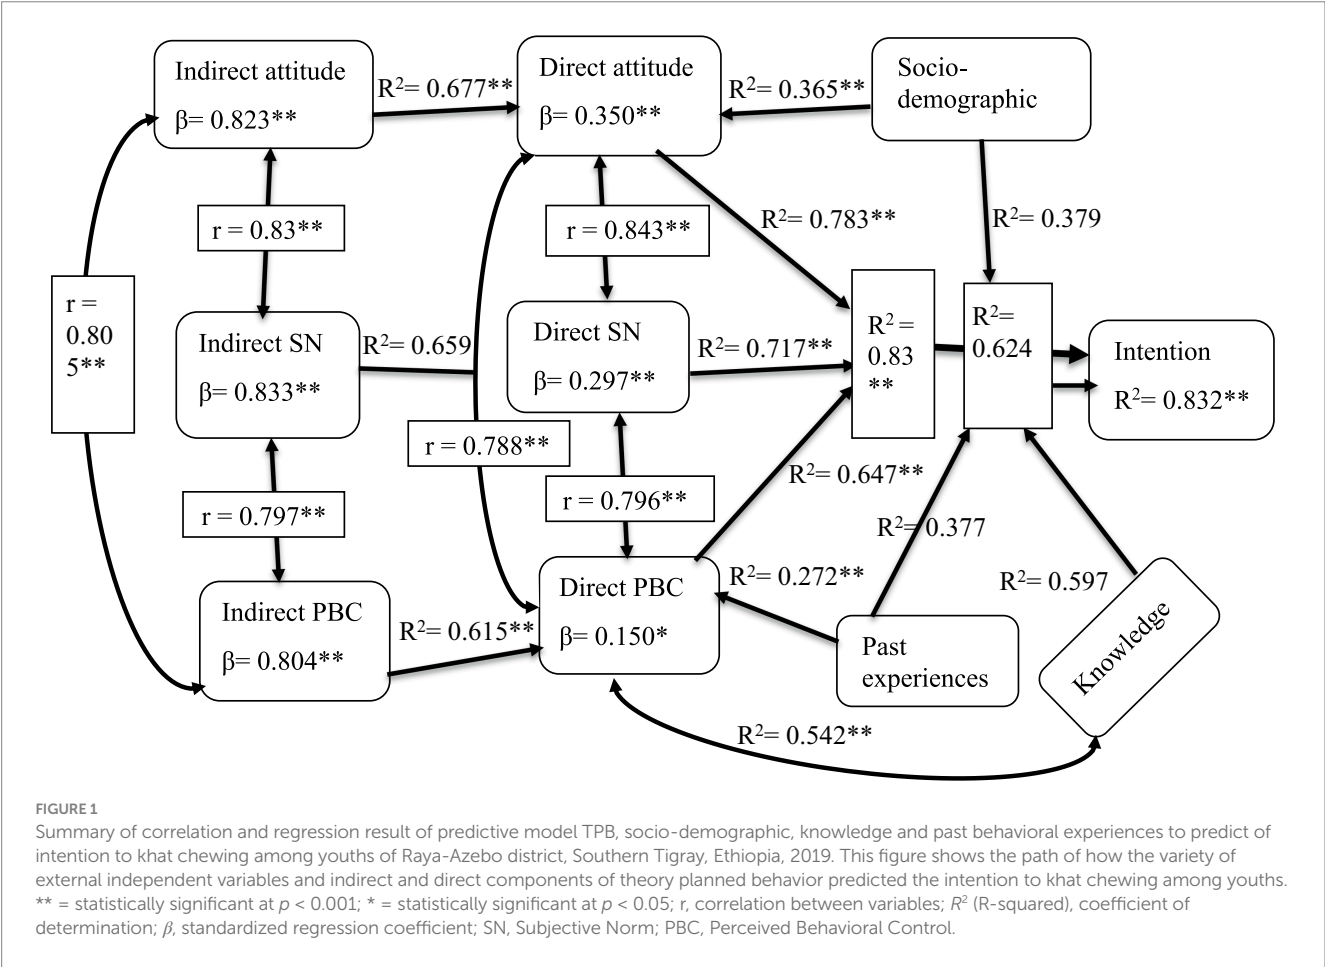 Indirect attitude
β= 0.823**
R²= 0.677**
Direct attitude
β= 0.350**
R²= 0.365**
Socio-
demographic
r = 0.83**
r = 0.843**
R²= 0.783**
R²= 0.379
r =
0.80
5**
Indirect SN
β= 0.833**
R²= 0.659
Direct SN
β= 0.297**
R²= 0.717**
R² =
0.83
**
R²=
0.624
Intention
R²= 0.832**
r = 0.788**
r = 0.797**
r = 0.796**
R²= 0.647**
R²= 0.377
Indirect PBC
β= 0.804**
R²= 0.615**
Direct PBC
β= 0.150*
R²= 0.272**
R²= 0.597
Past
experiences
Knowledge
R²= 0.542**
FIGURE 1
Summary of correlation and regression result of predictive model TPB, socio-demographic, knowledge and past behavioral experiences to predict of
intention to khat chewing among youths of Raya-Azebo district, Southern Tigray, Ethiopia, 2019. This figure shows the path of how the variety of
external independent variables and indirect and direct components of theory planned behavior predicted the intention to khat chewing among youths.
** = statistically significant at p < 0.001; * = statistically significant at p < 0.05; r, correlation between variables; R² (R-squared), coefficient of
determination; β, standardized regression coefficient; SN, Subjective Norm; PBC, Perceived Behavioral Control.